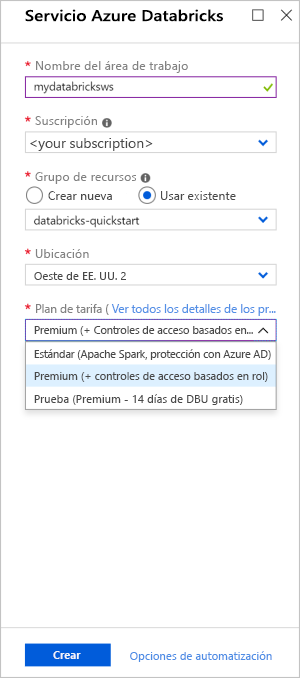 Servicio Azure Databricks
* Nombre del área de trabajo
mydatabricksws
* Suscripción
<your subscription>
* Grupo de recursos
Crear nueva Usar existente
databricks-quickstart
* Ubicación
Oeste de EE. UU. 2
* Plan de tarifa ( Ver todos los detalles de los pr...
Premium (+ Controles de acceso basados en...
Estándar (Apache Spark, protección con Azure AD)
Premium (+ controles de acceso basados en rol)
Prueba (Premium - 14 días de DBU gratis)
Crear Opciones de automatización